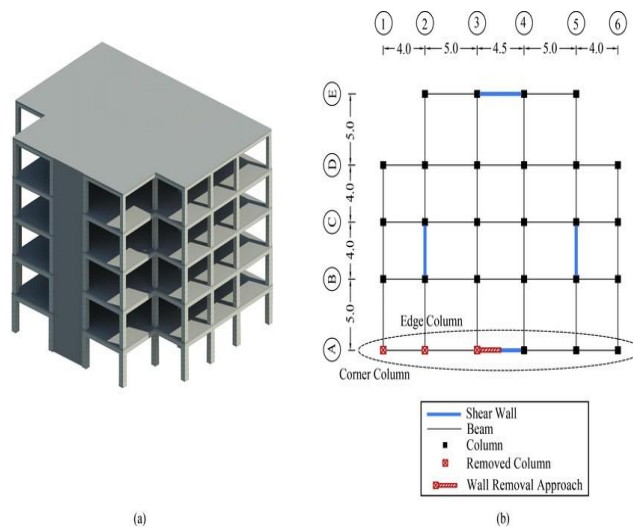 1 2 3 4 5 6
4.0 5.0 4.5 5.0 4.0
E
5.0
D
4.0
C
4.0
B
5.0
Edge Column
A
Corner Column
Shear Wall
Beam
Column
Removed Column
Wall Removal Approach
(a) (b)